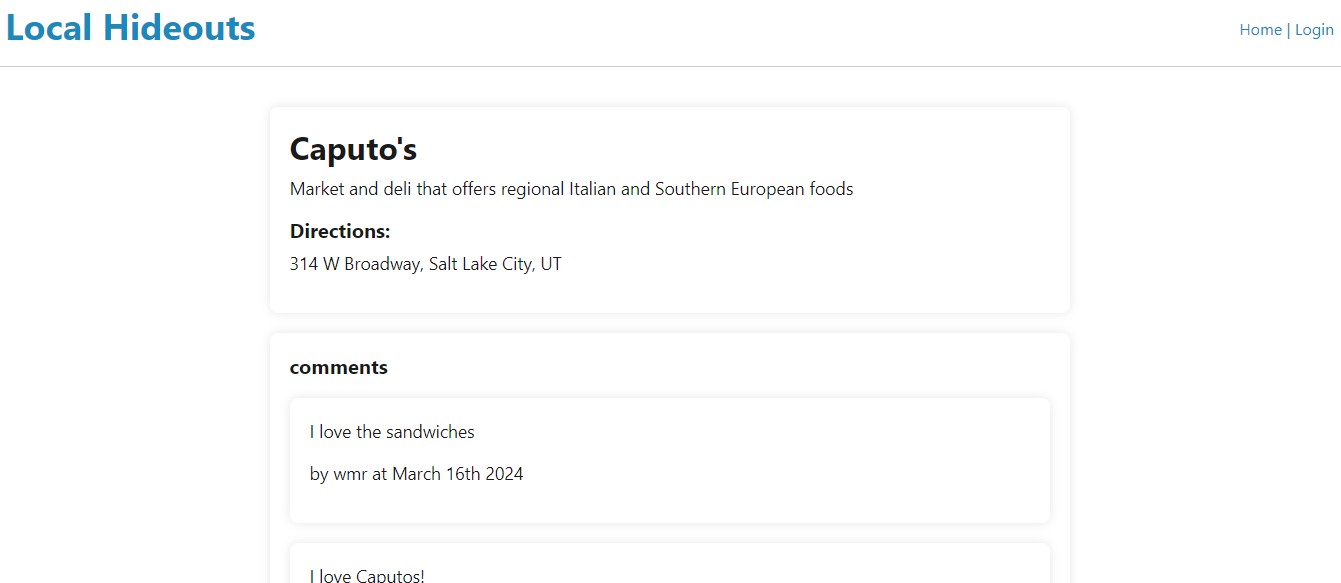 Local Hideouts
Home | Login
Caputo's
Market and deli that offers regional Italian and Southern European foods
Directions:
314 W Broadway, Salt Lake City, UT
comments
I love the sandwiches
by wmr at March 16th 2024
I love Caputos!